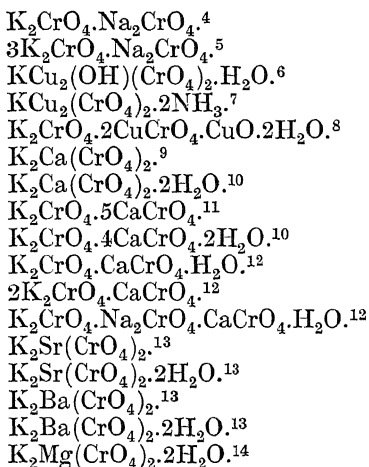 K₂CrO₄.Na₂CrO₄.⁴
3K₂CrO₄.Na₂CrO₄.⁵
KCu₂(OH)(CrO₄)₂.H₂O.⁶
KCu₂(CrO₄)₂.2NH₃.⁷
K₂CrO₄.2CuCrO₄.CuO.2H₂O.⁸
K₂Ca(CrO₄)₂.⁹
K₂Ca(CrO₄)₂.2H₂O.¹⁰
K₂CrO₄.5CaCrO₄.¹¹
K₂CrO₄.4CaCrO₄.2H₂O.¹⁰
K₂CrO₄.CaCrO₄.H₂O.¹²
2K₂CrO₄.CaCrO₄.¹²
K₂CrO₄.Na₂CrO₄.CaCrO₄.H₂O.¹²
K₂Sr(CrO₄)₂.¹³
K₂Sr(CrO₄)₂.2H₂O.¹³
K₂Ba(CrO₄)₂.¹³
K₂Ba(CrO₄)₂.2H₂O.¹³
K₂Mg(CrO₄)₂.2H₂O.¹⁴